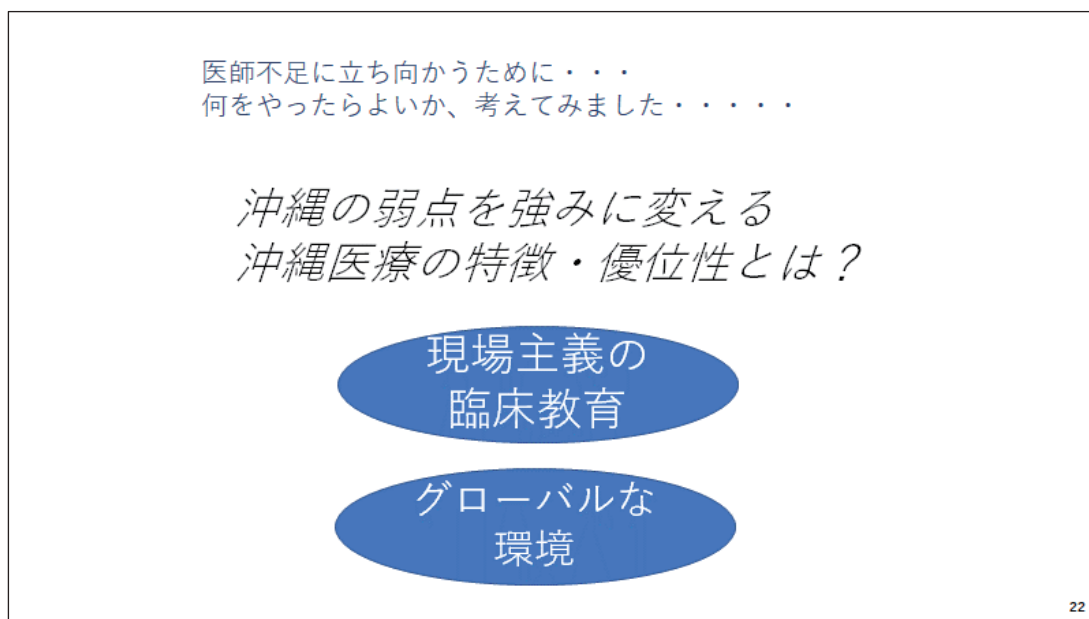 医師不足に立ち向かうために・・・
何をやったらよいか、考えてみました・・・・・
沖縄の弱点を強みに変える
沖縄医療の特徴・優位性とは？
現場主義の
臨床教育
グローバルな
環境
22